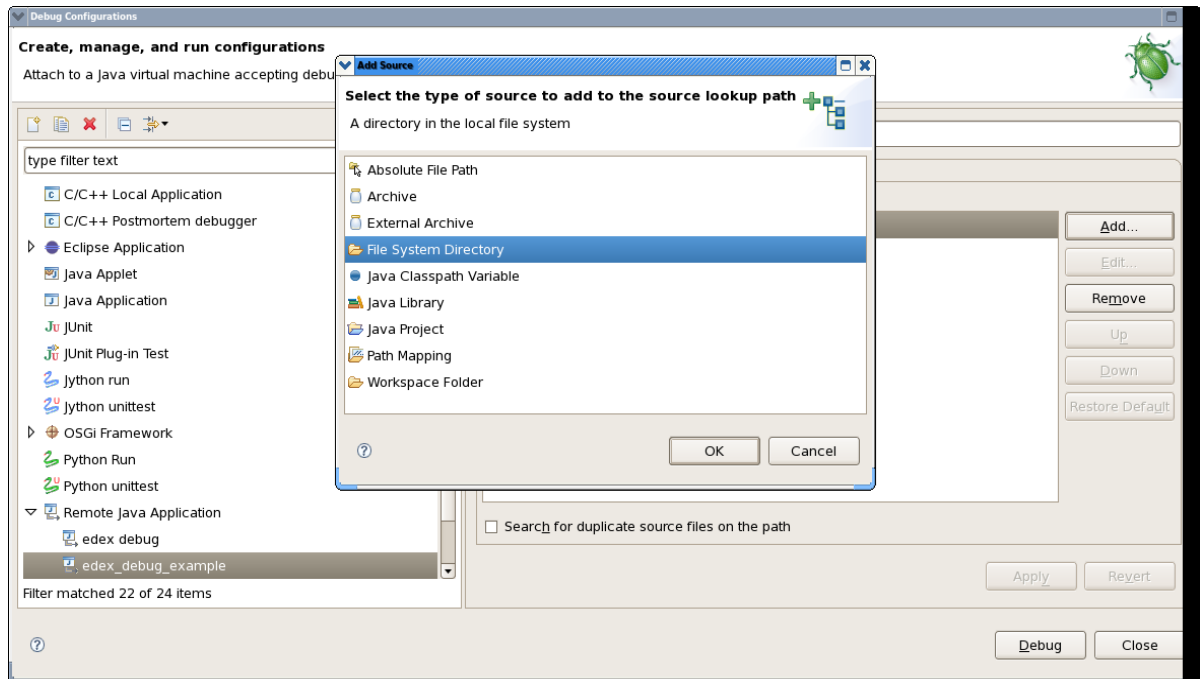 Debug Configurations
Create, manage, and run configurations
Attach to a Java virtual machine accepting debu
Add Source
Select the type of source to add to the source lookup path
A directory in the local file system
type filter text
C/C++ Local Application
C/C++ Postmortem debugger
Eclipse Application
Java Applet
Java Application
JUnit
JUnit Plug-in Test
Jython run
Jython unittest
OSGi Framework
Python Run
Python unittest
Remote Java Application
edex debug
edex_debug_example
Filter matched 22 of 24 items
Absolute File Path
Archive
External Archive
File System Directory
Java Classpath Variable
Java Library
Java Project
Path Mapping
Workspace Folder
OK
Cancel
Add...
Edit...
Remove
Up
Down
Restore Default
Search for duplicate source files on the path
Apply
Revert
Debug
Close